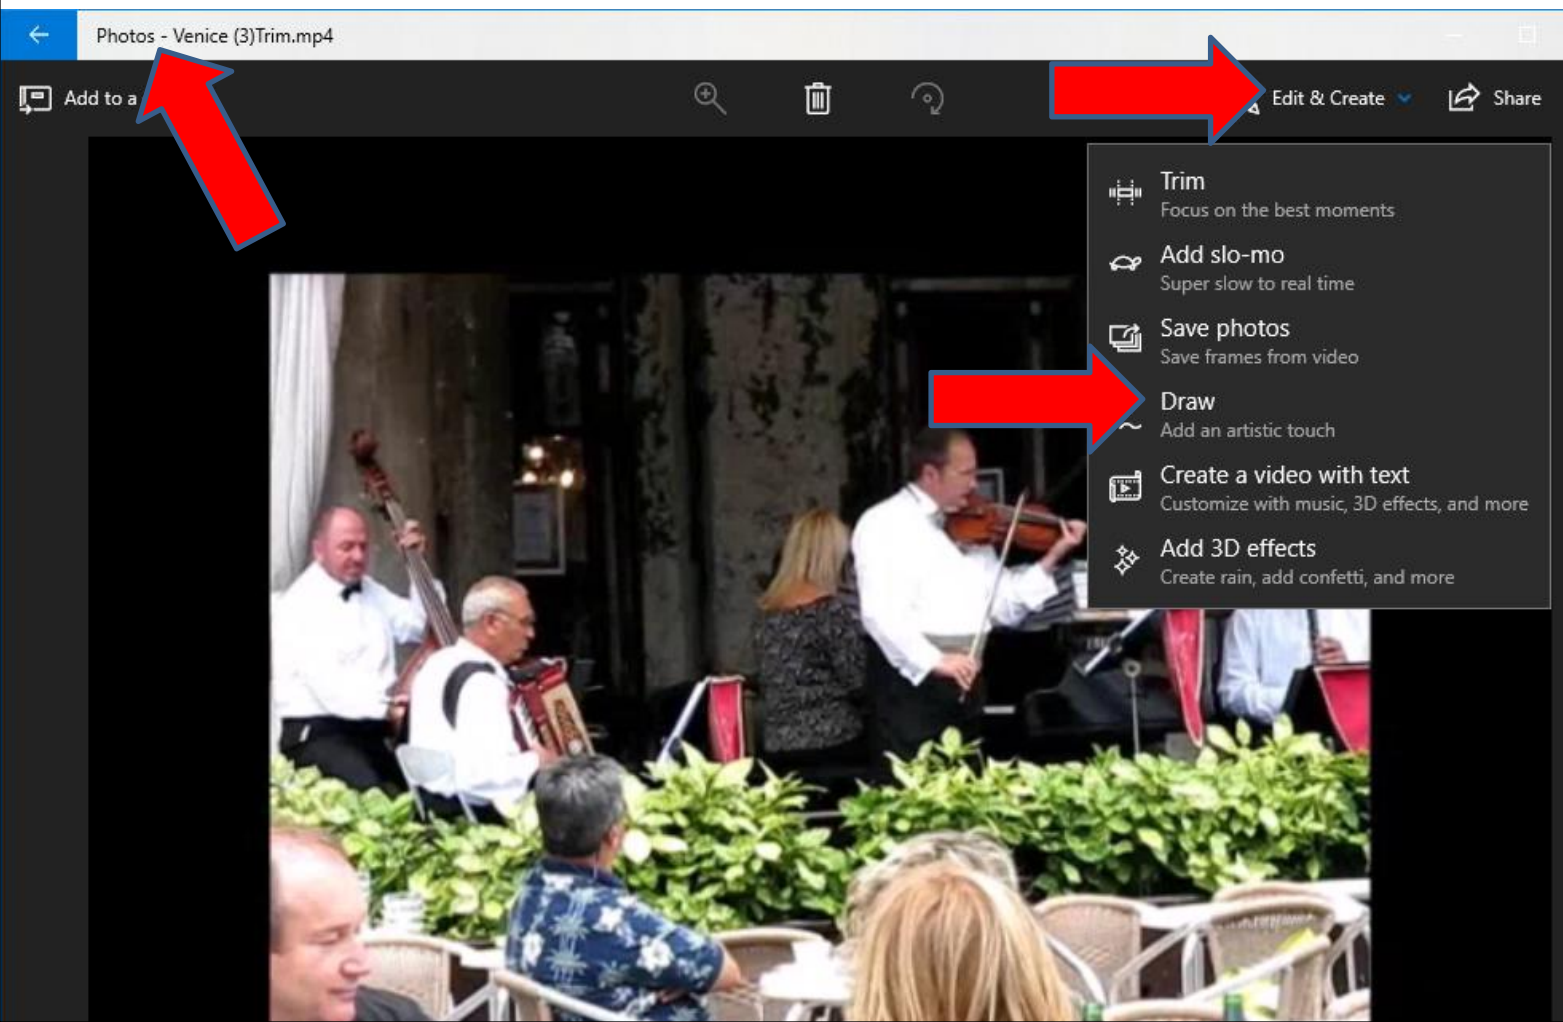 Photos - Venice (3)Trim.mp4
Add to a
Edit & Create
Share
Trim
Focus on the best moments
Add slo-mo
Super slow to real time
Save photos
Save frames from video
Draw
Add an artistic touch
Create a video with text
Customize with music, 3D effects, and more
Add 3D effects
Create rain, add confetti, and more